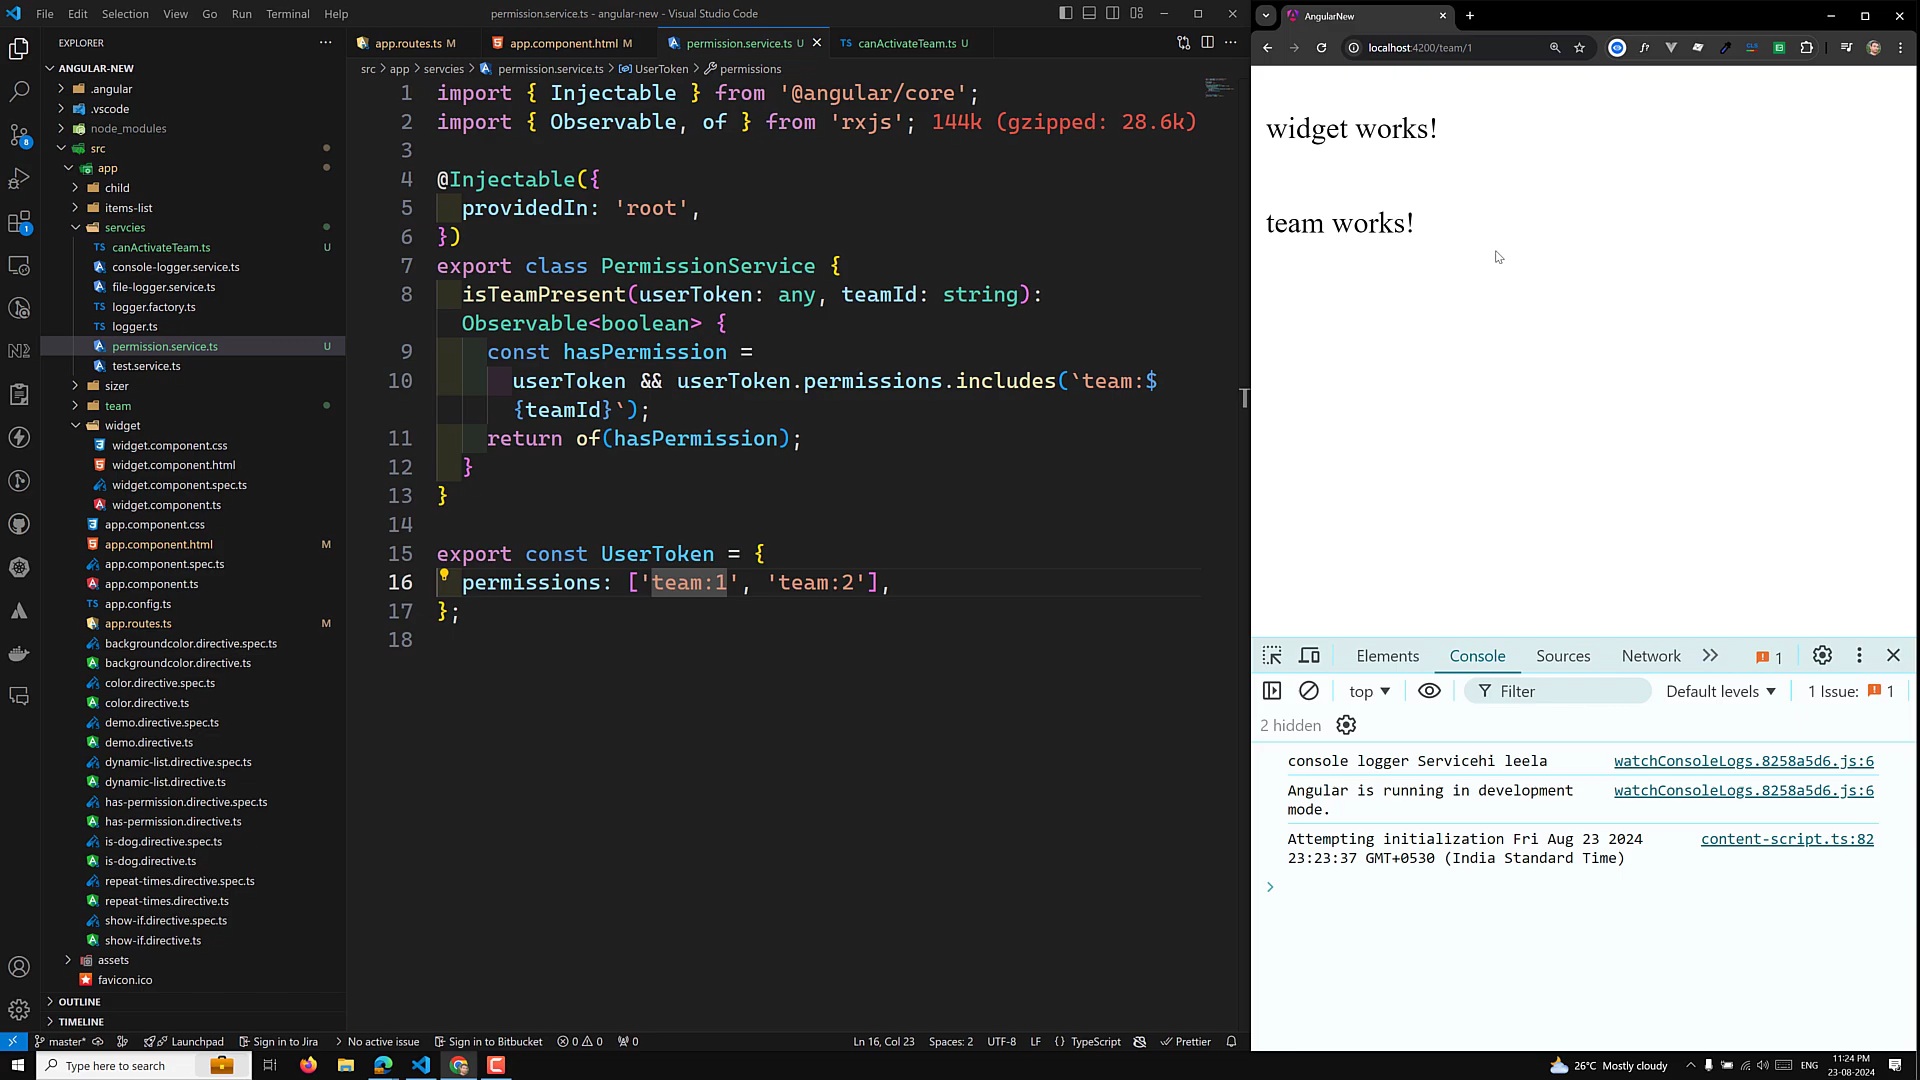 File Edit Selection View Go Run Terminal Help
permission.service.ts - angular-new - Visual Studio Code
EXPLORER
ANGULAR-NEW
.angular
.vscode
node_modules
src
app
child
items-list
servcies
TS canActivateTeam.ts U
console-logger.service.ts
file-logger.service.ts
TS logger.factory.ts
TS logger.ts
permission.service.ts U
test.service.ts
sizer
team
widget
widget.component.css
widget.component.html
widget.component.spec.ts
widget.component.ts
app.component.css
app.component.html M
app.component.spec.ts
app.component.ts
TS app.config.ts
app.routes.ts M
backgroundcolor.directive.spec.ts
backgroundcolor.directive.ts
color.directive.spec.ts
color.directive.ts
demo.directive.spec.ts
demo.directive.ts
dynamic-list.directive.spec.ts
dynamic-list.directive.ts
has-permission.directive.spec.ts
has-permission.directive.ts
is-dog.directive.spec.ts
is-dog.directive.ts
repeat-times.directive.spec.ts
repeat-times.directive.ts
show-if.directive.spec.ts
show-if.directive.ts
assets
favicon.ico
OUTLINE
TIMELINE
app.routes.ts M app.component.html M permission.service.ts U TS canActivateTeam.ts U
src > app > servcies > permission.service.ts > UserToken > permissions
1 import { Injectable } from '@angular/core';
2 import { Observable, of } from 'rxjs'; 144k (gzipped: 28.6k)
3
4 @Injectable({
5 providedIn: 'root',
6 })
7 export class PermissionService {
8 isTeamPresent(userToken: any, teamId: string):
Observable<boolean> {
9 const hasPermission =
10 userToken && userToken.permissions.includes(`team:$
{teamId}`);
11 return of(hasPermission);
12 }
13 }
14
15 export const UserToken = {
16 permissions: ['team:1', 'team:2'],
17 };
18
master* Launchpad Sign in to Jira No active issue Sign in to Bitbucket 0 0 0 Ln 16, Col 23 Spaces: 2 UTF-8 LF {} TypeScript Prettier
AngularNew
localhost:4200/team/1
widget works!
team works!
Elements Console Sources Network 1
top Filter Default levels 1 Issue: 1
2 hidden
console logger Servicehi leela watchConsoleLogs.8258a5d6.js:6
Angular is running in development watchConsoleLogs.8258a5d6.js:6
mode.
Attempting initialization Fri Aug 23 2024 content-script.ts:82
23:23:37 GMT+0530 (India Standard Time)
Type here to search
26°C Mostly cloudy ENG 11:24 PM
23-08-2024